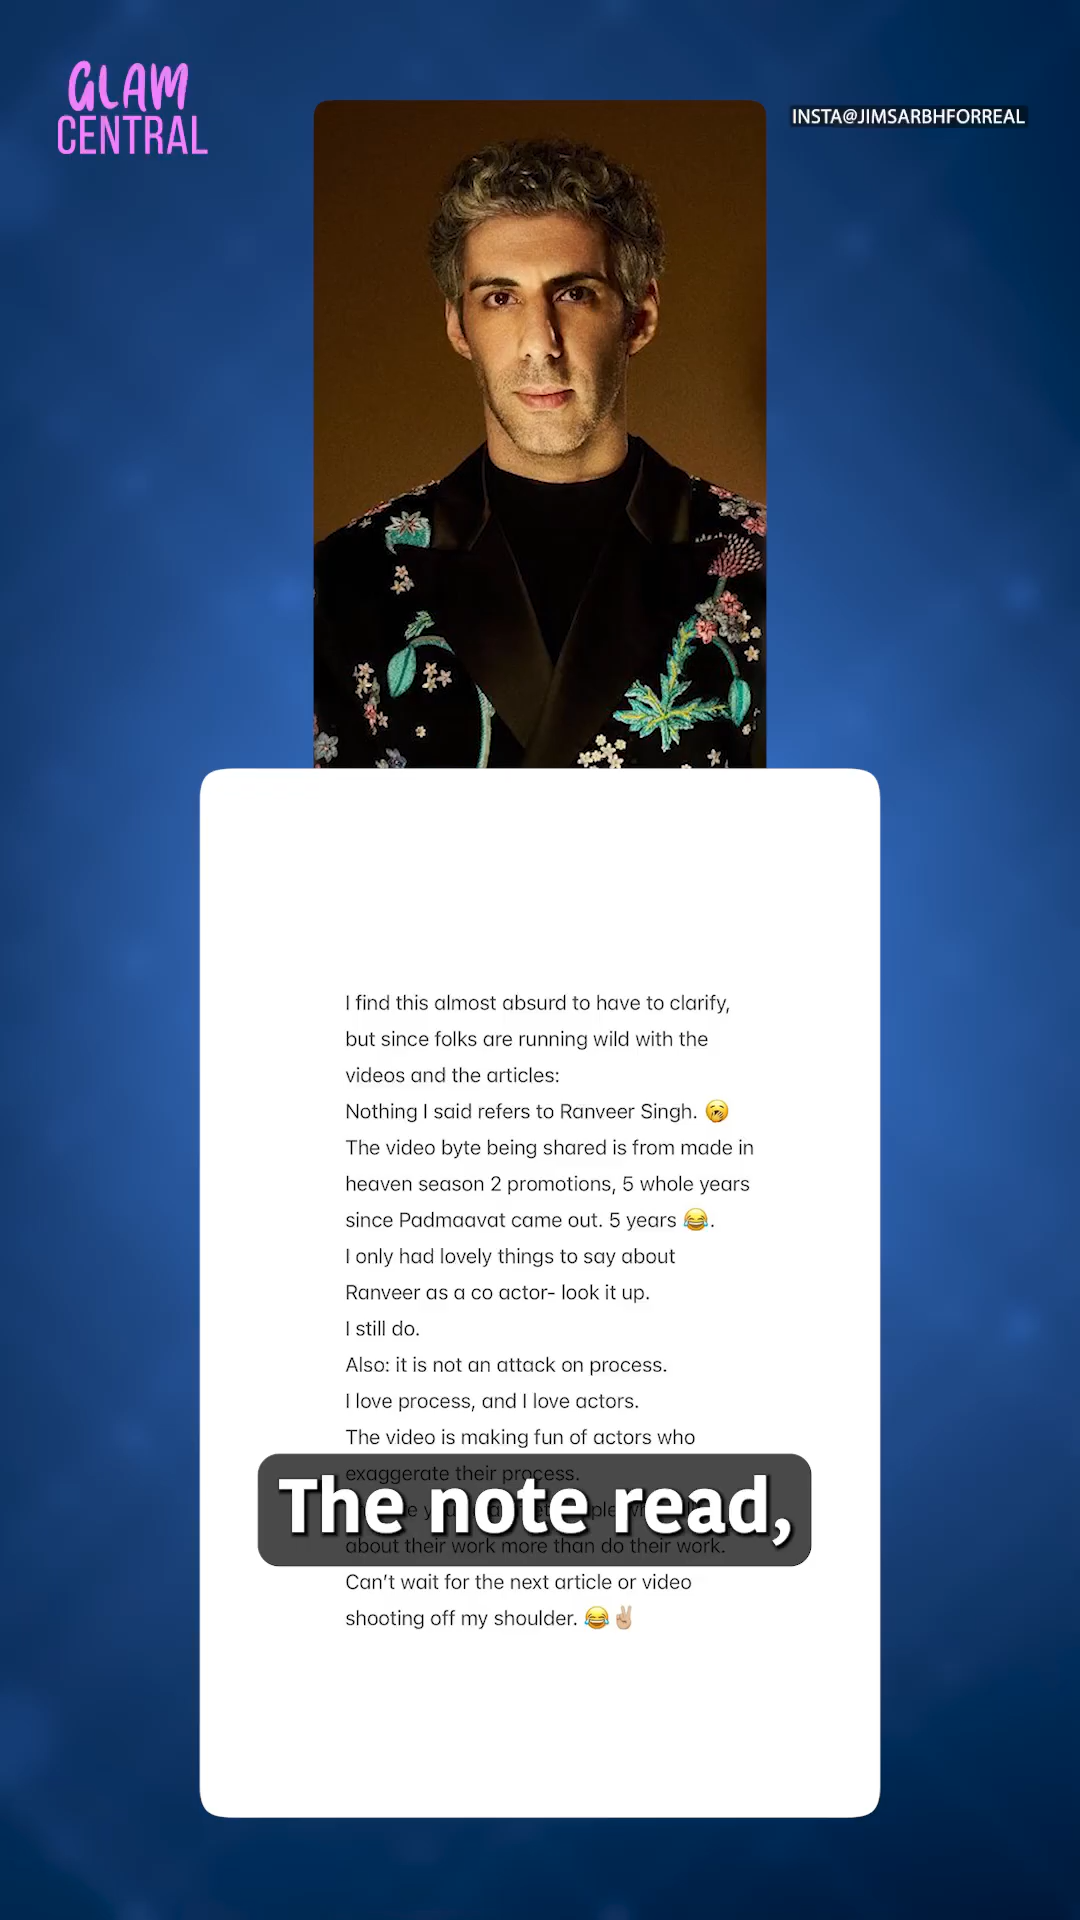 GLAM
CENTRAL
INSTA@JIMSARBHFORREAL
I find this almost absurd to have to clarify,
but since folks are running wild with the
videos and the articles:
Nothing I said refers to Ranveer Singh. 🥱
The video byte being shared is from made in
heaven season 2 promotions, 5 whole years
since Padmaavat came out. 5 years 😂.
I only had lovely things to say about
Ranveer as a co actor- look it up.
I still do.
Also: it is not an attack on process.
I love process, and I love actors.
The video is making fun of actors who
exaggerate their process.
The note read,
about their work more than do their work.
Can't wait for the next article or video
shooting off my shoulder. 😂✌🏼